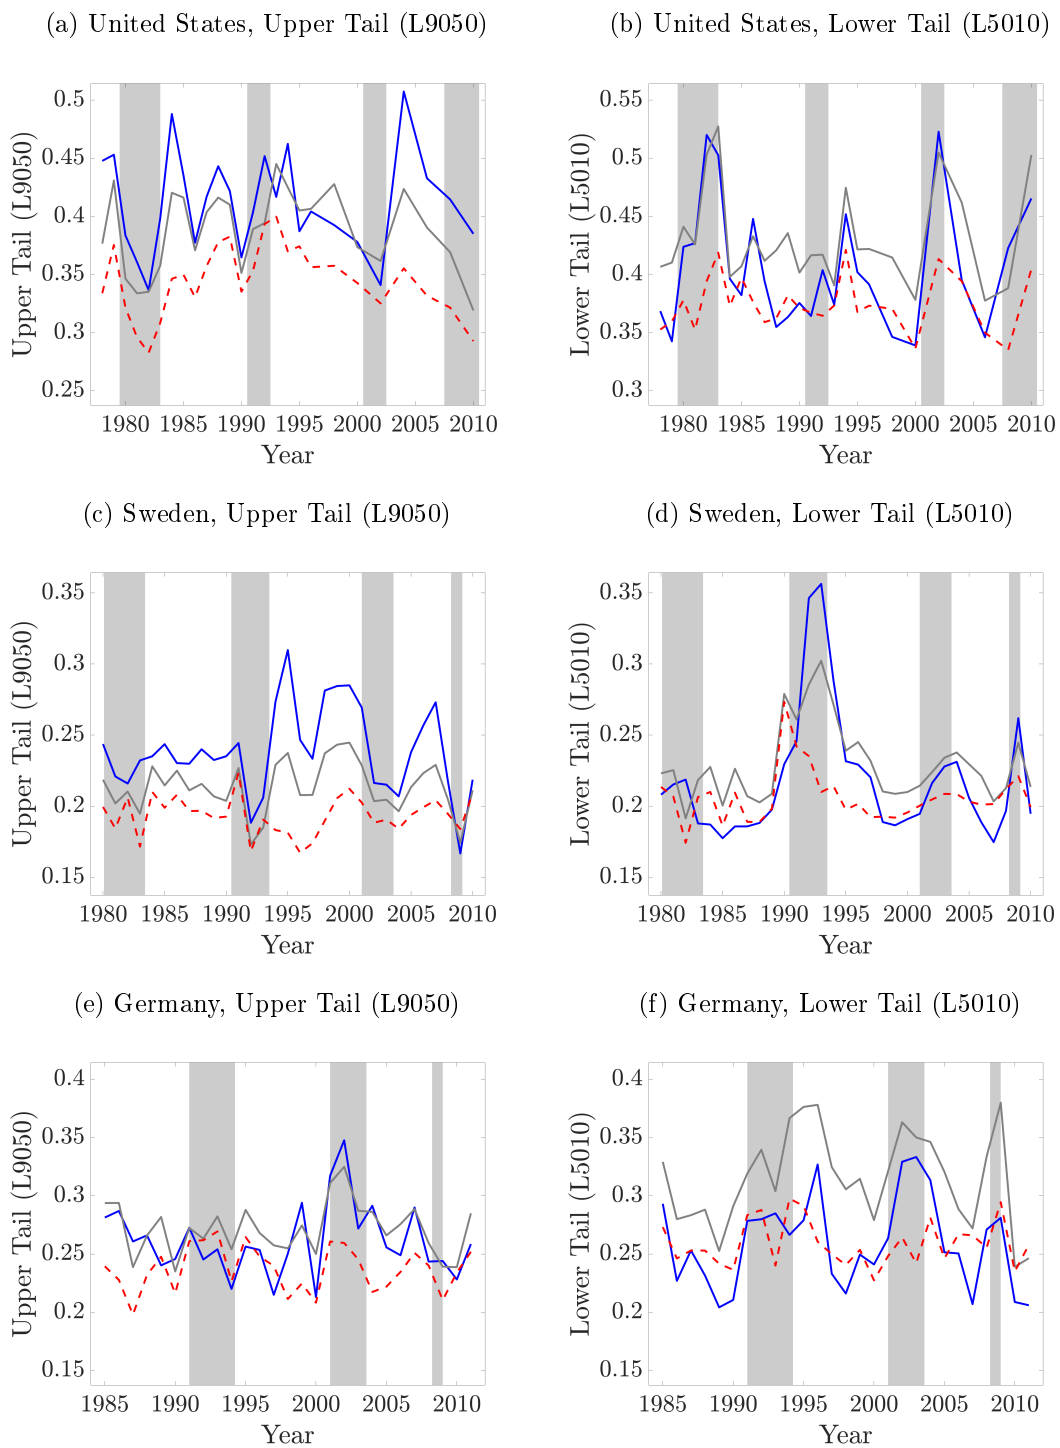 (a) United States, Upper Tail (L9050)
(b) United States, Lower Tail (L5010)
Upper Tail (L9050)
0.5
0.45
0.4
0.35
0.3
0.25
1980 1985 1990 1995 2000 2005 2010
Year
Lower Tail (L5010)
0.55
0.5
0.45
0.4
0.35
0.3
1980 1985 1990 1995 2000 2005 2010
Year
(c) Sweden, Upper Tail (L9050)
(d) Sweden, Lower Tail (L5010)
Upper Tail (L9050)
0.35
0.3
0.25
0.2
0.15
1980 1985 1990 1995 2000 2005 2010
Year
Lower Tail (L5010)
0.35
0.3
0.25
0.2
0.15
1980 1985 1990 1995 2000 2005 2010
Year
(e) Germany, Upper Tail (L9050)
(f) Germany, Lower Tail (L5010)
Upper Tail (L9050)
0.4
0.35
0.3
0.25
0.2
0.15
1985 1990 1995 2000 2005 2010
Year
Lower Tail (L5010)
0.4
0.35
0.3
0.25
0.2
0.15
1985 1990 1995 2000 2005 2010
Year